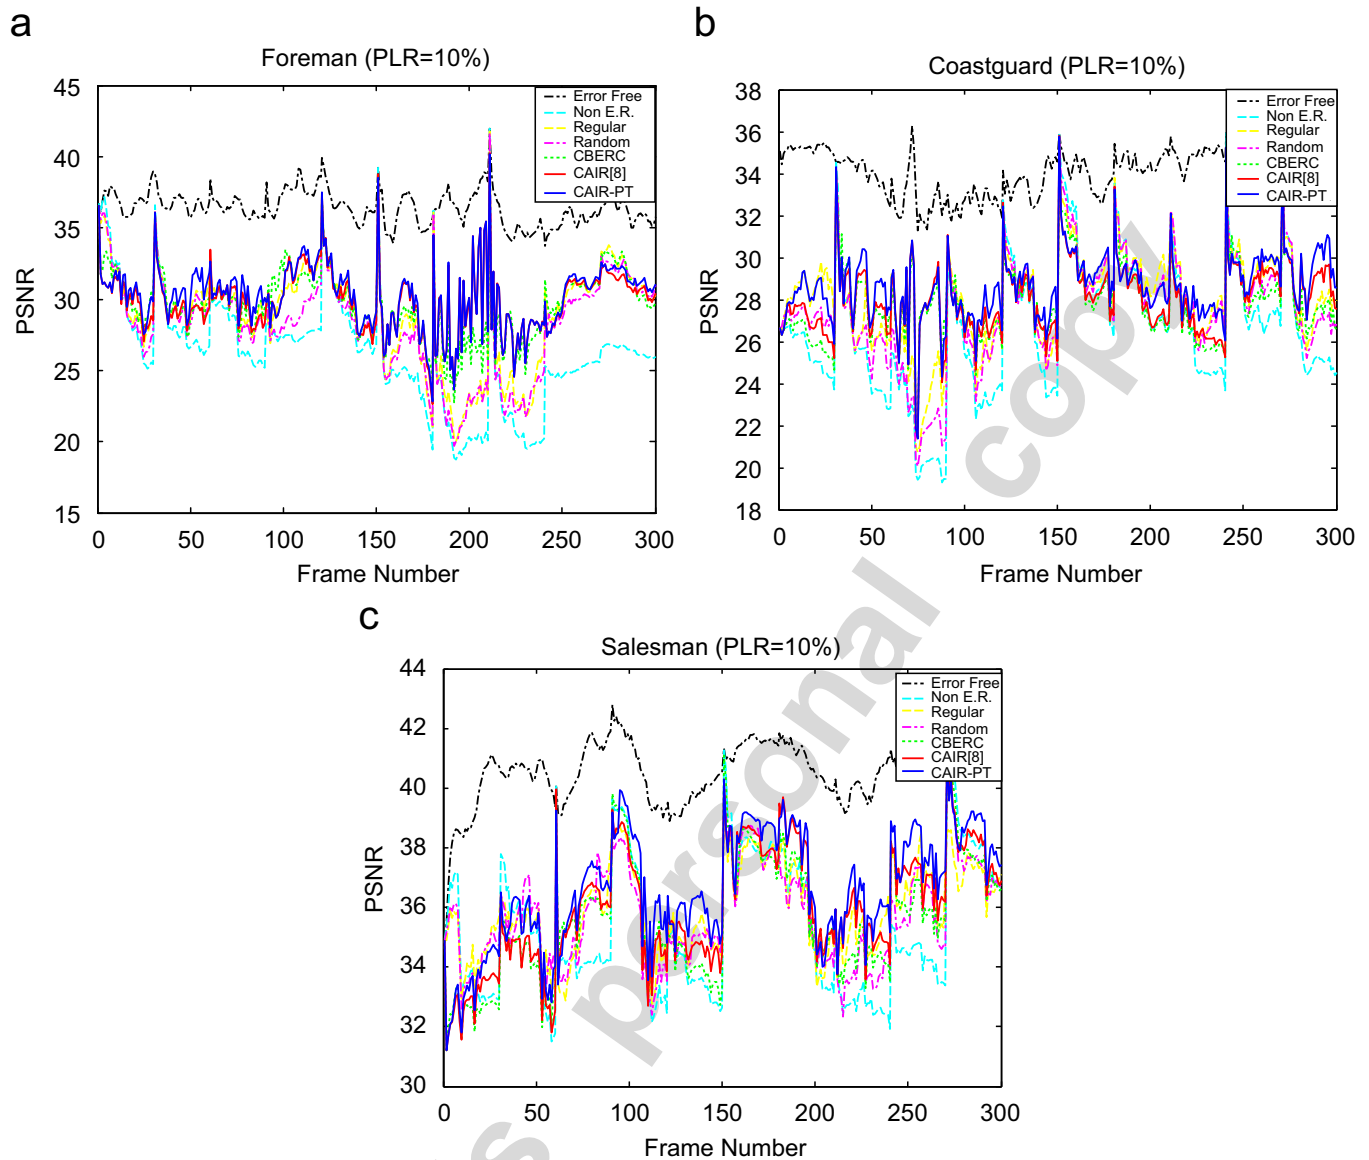 a
Foreman (PLR=10%)
45
40
35
30
25
20
15
PSNR
0 50 100 150 200 250 300
Frame Number
Error Free
Non E.R.
Regular
Random
CBERC
CAIR[8]
CAIR-PT
b
Coastguard (PLR=10%)
38
36
34
32
30
28
26
24
22
20
18
PSNR
0 50 100 150 200 250 300
Frame Number
Error Free
Non E.R.
Regular
Random
CBERC
CAIR[8]
CAIR-PT
c
Salesman (PLR=10%)
44
42
40
38
36
34
32
30
PSNR
0 50 100 150 200 250 300
Frame Number
Error Free
Non E.R.
Regular
Random
CBERC
CAIR[8]
CAIR-PT
personal copy